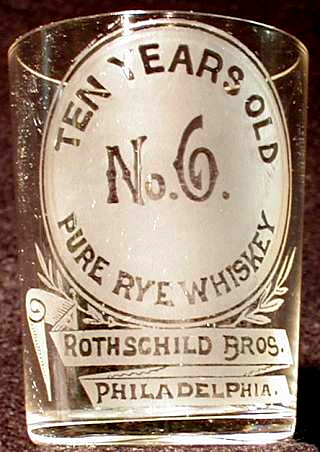 TEN YEARS OLD
No. 6.
PURE RYE WHISKEY
ROTHSCHILD BROS.
PHILADELPHIA.